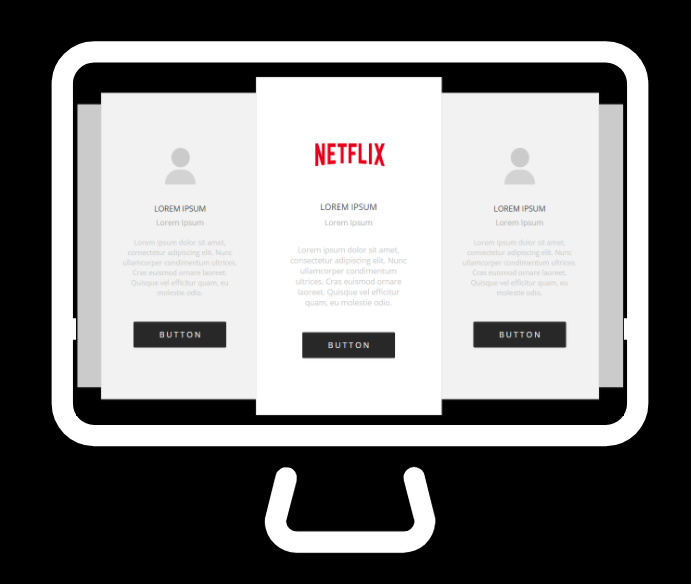 LOREM IPSUM
Lorem Ipsum
Lorem ipsum dolor sit amet,
consectetur adipiscing elit. Nunc
ullamcorper condimentum ultrices.
Cras euismod ornare laoreet.
Quisque vel efficitur quam, eu
molestie odio.
BUTTON
NETFLIX
LOREM IPSUM
Lorem Ipsum
Lorem ipsum dolor sit amet,
consectetur adipiscing elit. Nunc
ullamcorper condimentum
ultrices. Cras euismod ornare
laoreet. Quisque vel efficitur
quam, eu molestie odio.
BUTTON
LOREM IPSUM
Lorem Ipsum
Lorem ipsum dolor sit amet,
consectetur adipiscing elit. Nunc
ullamcorper condimentum ultrices.
Cras euismod ornare laoreet.
Quisque vel efficitur quam, eu
molestie odio.
BUTTON